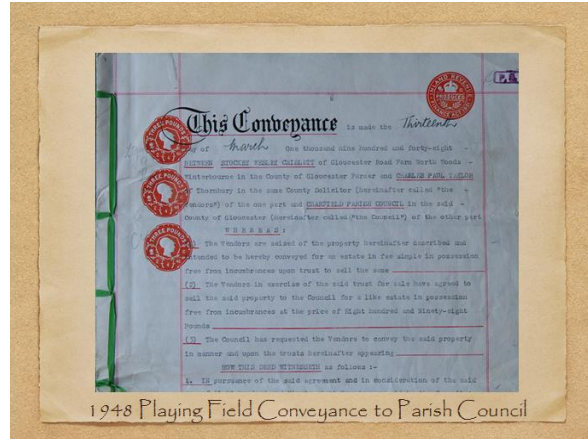 INLAND REVENUE
PRODUCED
FINANCE ACT
This Conveyance is made the Thirteenth
day of March One thousand nine hundred and forty-eight -
BETWEEN STUCKEY WESLEY of Gloucester Road Farm North Woods -
Winterbourne in the County of Gloucester Farmer and CHARLES PAUL TAYLOR
of Thornbury in the same County Solicitor (hereinafter called "the -
Vendors") of the one part and CHARFIELD PARISH COUNCIL in the said -
County of Gloucester (hereinafter called "the Council") of the other part
WHEREAS :
(1) The Vendors are seised of the property hereinafter described and
intended to be hereby conveyed for an estate in fee simple in possession
free from incumbrances upon trust to sell the same
(2) The Vendors in exercise of the said trust for sale have agreed to
sell the said property to the Council for a like estate in possession
free from incumbrances at the price of Eight hundred and Ninety-eight
Pounds
(3) The Council has requested the Vendors to convey the said property
in manner and upon the trusts hereinafter appearing
NOW THIS DEED WITNESSETH as follows :-
1. IN pursuance of the said agreement and in consideration of the said
THREE POUNDS
THREE POUNDS
THREE POUNDS
1948 Playing Field Conveyance to Parish Council